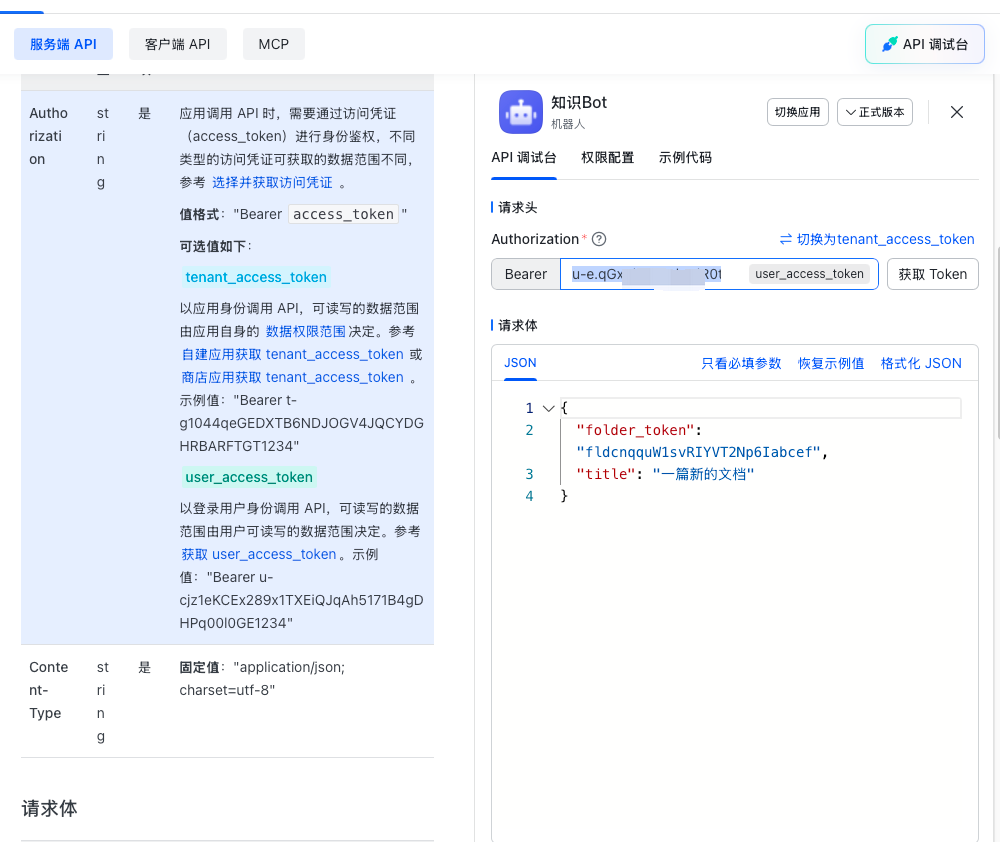 服务端 API
客户端 API
MCP
API 调试台
Autho
rizati
on
st
ri
n
g
是
应用调用 API 时，需要通过访问凭证
（access_token）进行身份鉴权，不同
类型的访问凭证可获取的数据范围不同，
参考 选择并获取访问凭证 。
值格式："Bearer access_token "
可选值如下：
tenant_access_token
以应用身份调用 API，可读写的数据范围
由应用自身的 数据权限范围 决定。参考
自建应用获取 tenant_access_token 或
商店应用获取 tenant_access_token 。
示例值："Bearer t-
g1044qeGEDXTB6NDJOGV4JQCYDG
HRBARFTGT1234"
user_access_token
以登录用户身份调用 API，可读写的数据
范围由用户可读写的数据范围决定。参考
获取 user_access_token 。示例
值："Bearer u-
cjz1eKCEx289x1TXEiQJqAh5171B4gD
HPq00l0GE1234"
Conte
nt-
Type
st
ri
n
g
是
固定值："application/json;
charset=utf-8"
请求体
知识Bot
机器人
切换应用
正式版本
API 调试台
权限配置
示例代码
请求头
Authorization * ?
切换为tenant_access_token
Bearer
u-e.qGx
user_access_token
获取 Token
请求体
JSON
只看必填参数
恢复示例值
格式化 JSON
1 {
2 "folder_token":
"fldcnqquW1svRIYVT2Np6Iabcef",
3 "title": "一篇新的文档"
4 }